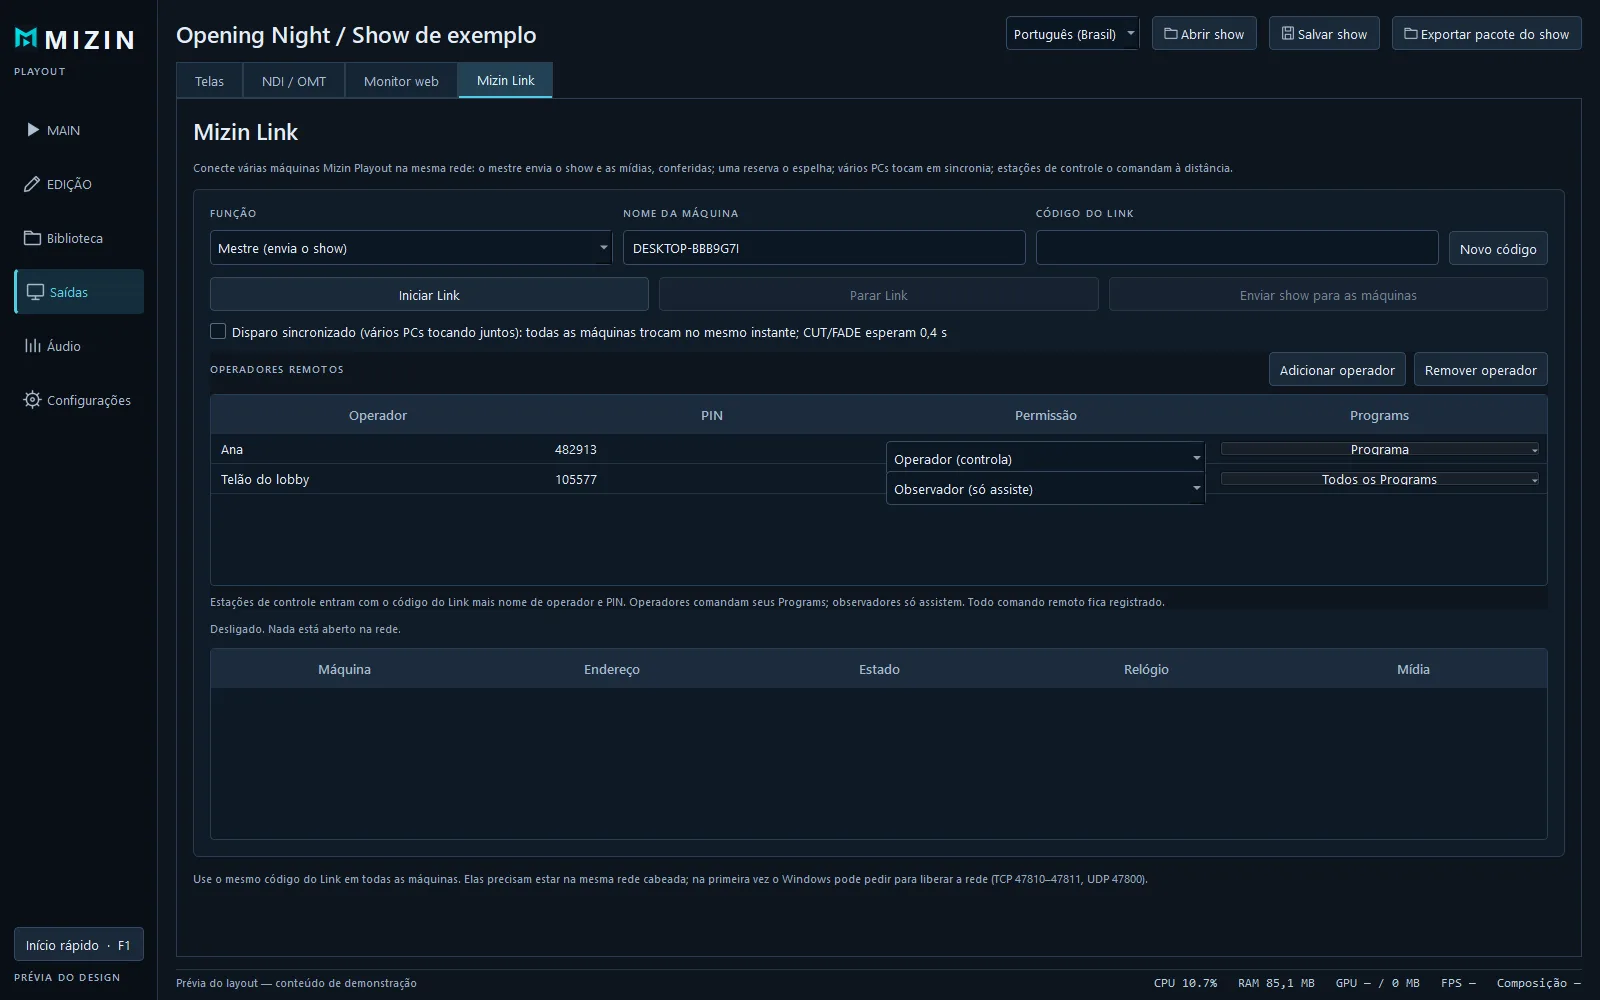 MIZIN
PLAYOUT
MAIN
EDIÇÃO
Biblioteca
Saídas
Áudio
Configurações
Início rápido · F1
PRÉVIA DO DESIGN
Opening Night / Show de exemplo
Português (Brasil)
Abrir show
Salvar show
Exportar pacote do show
Telas
NDI / OMT
Monitor web
Mizin Link
Mizin Link
Conecte várias máquinas Mizin Playout na mesma rede: o mestre envia o show e as mídias, conferidas; uma reserva o espelha; vários PCs tocam em sincronia; estações de controle o comandam à distância.
FUNÇÃO
NOME DA MÁQUINA
CÓDIGO DO LINK
Mestre (envia o show)
DESKTOP-BBB9G7I
Novo código
Iniciar Link
Parar Link
Enviar show para as máquinas
Disparo sincronizado (vários PCs tocando juntos): todas as máquinas trocam no mesmo instante; CUT/FADE esperam 0,4 s
OPERADORES REMOTOS
Adicionar operador
Remover operador
Operador PIN Permissão Programs
Ana 482913 Operador (controla) Programa
Telão do lobby 105577 Observador (só assiste) Todos os Programs
Estações de controle entram com o código do Link mais nome de operador e PIN. Operadores comandam seus Programs; observadores só assistem. Todo comando remoto fica registrado.
Desligado. Nada está aberto na rede.
Máquina Endereço Estado Relógio Mídia
Use o mesmo código do Link em todas as máquinas. Elas precisam estar na mesma rede cabeada; na primeira vez o Windows pode pedir para liberar a rede (TCP 47810–47811, UDP 47800).
Prévia do layout — conteúdo de demonstração
CPU 10.7% RAM 85,1 MB GPU — / 0 MB FPS — Composição —